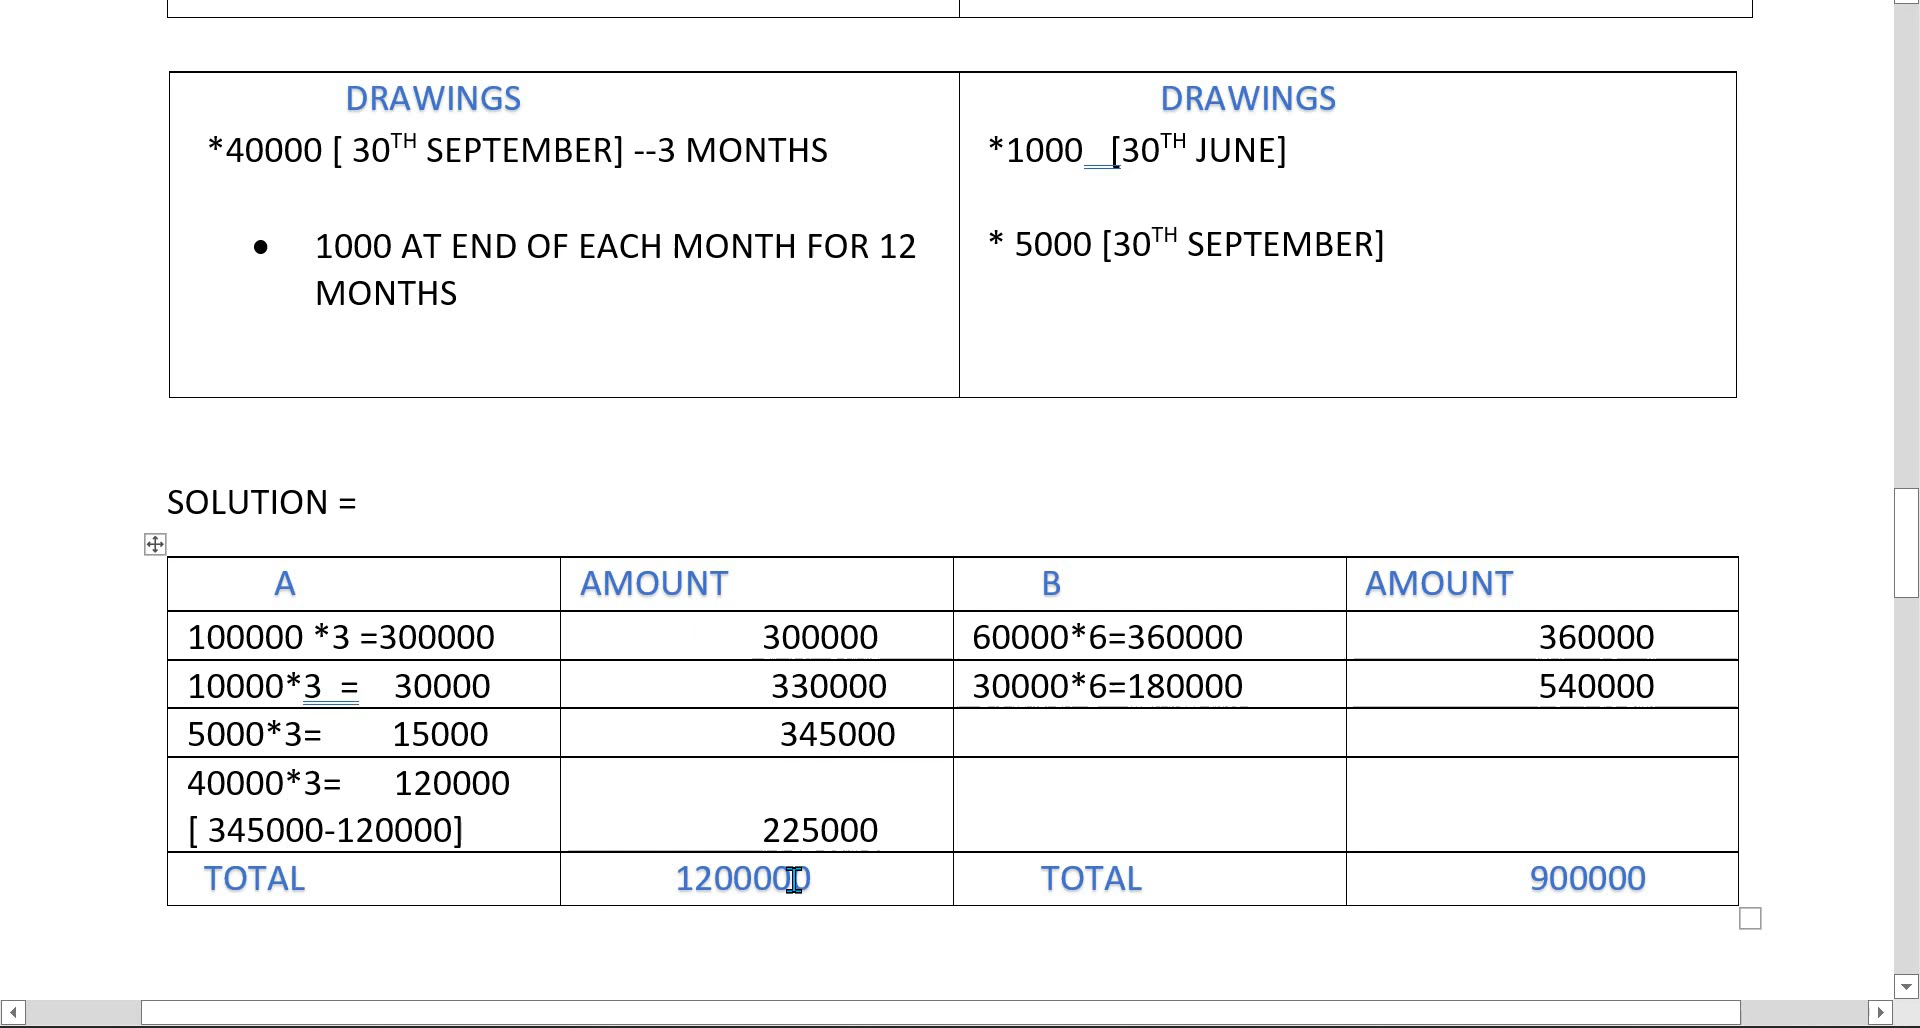 DRAWINGS
*40000 [ 30TH SEPTEMBER] --3 MONTHS
• 1000 AT END OF EACH MONTH FOR 12
MONTHS
DRAWINGS
*1000   [30TH JUNE]
* 5000 [30TH SEPTEMBER]
SOLUTION =
A AMOUNT B AMOUNT
100000 *3 =300000 300000 60000*6=360000 360000
10000*3  =    30000 330000 30000*6=180000 540000
5000*3=       15000 345000
40000*3=     120000
[ 345000-120000] 225000
TOTAL 1200000 TOTAL 900000